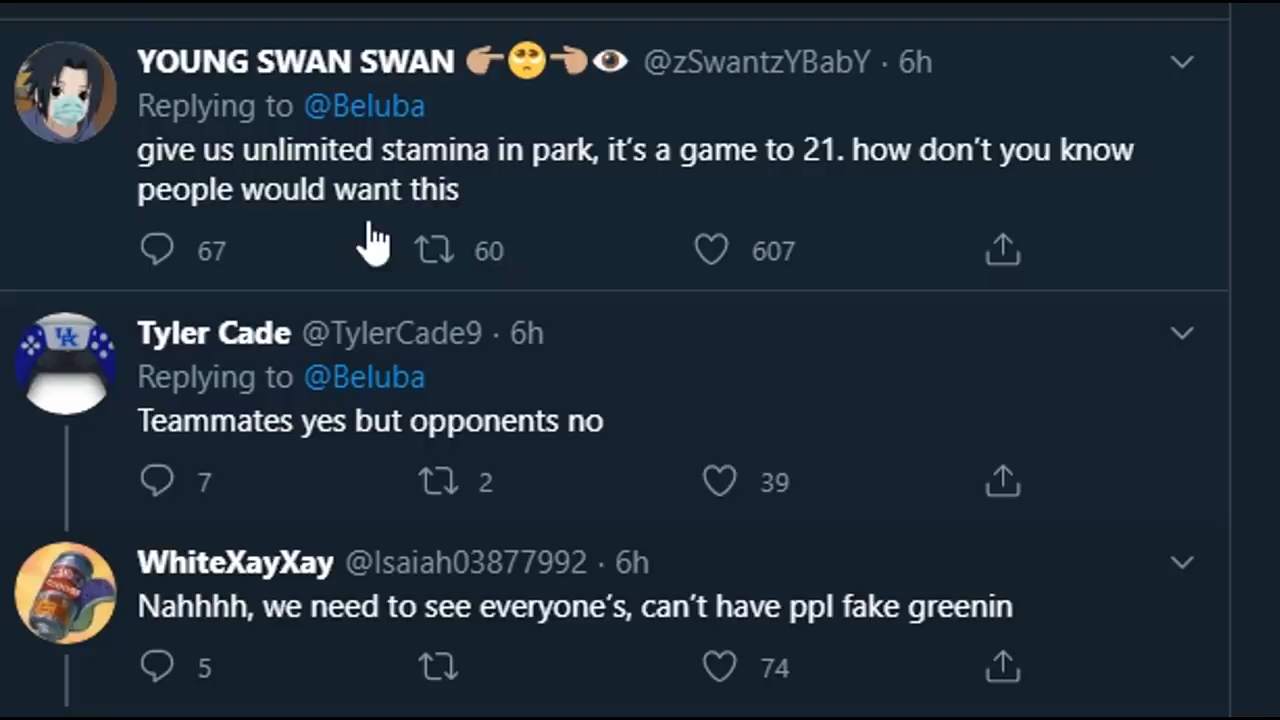 YOUNG SWAN SWAN 👉🥺👈👁 @zSwantzYBabY · 6h
Replying to @Beluba
give us unlimited stamina in park, it’s a game to 21. how don’t you know
people would want this
67 60 607
Tyler Cade @TylerCade9 · 6h
Replying to @Beluba
Teammates yes but opponents no
7 2 39
WhiteXayXay @Isaiah03877992 · 6h
Nahhhh, we need to see everyone’s, can’t have ppl fake greenin
5 74